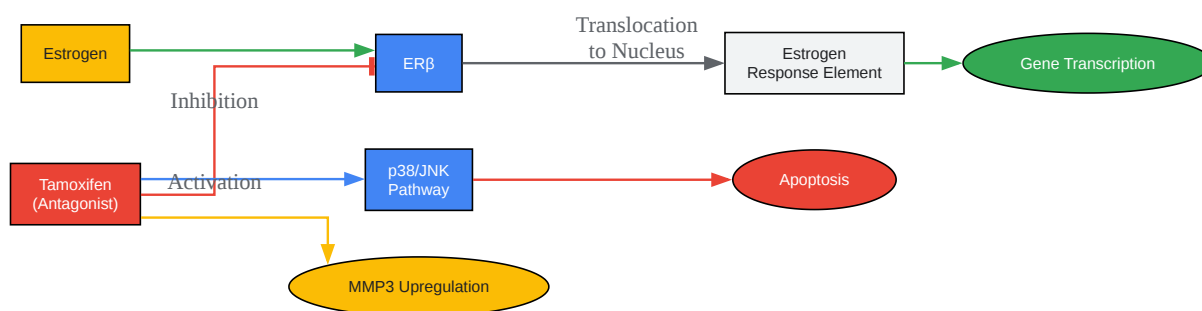 Estrogen
ERβ
Translocation
to Nucleus
Estrogen
Response Element
Gene Transcription
Inhibition
Tamoxifen
(Antagonist)
Activation
p38/JNK
Pathway
Apoptosis
MMP3 Upregulation